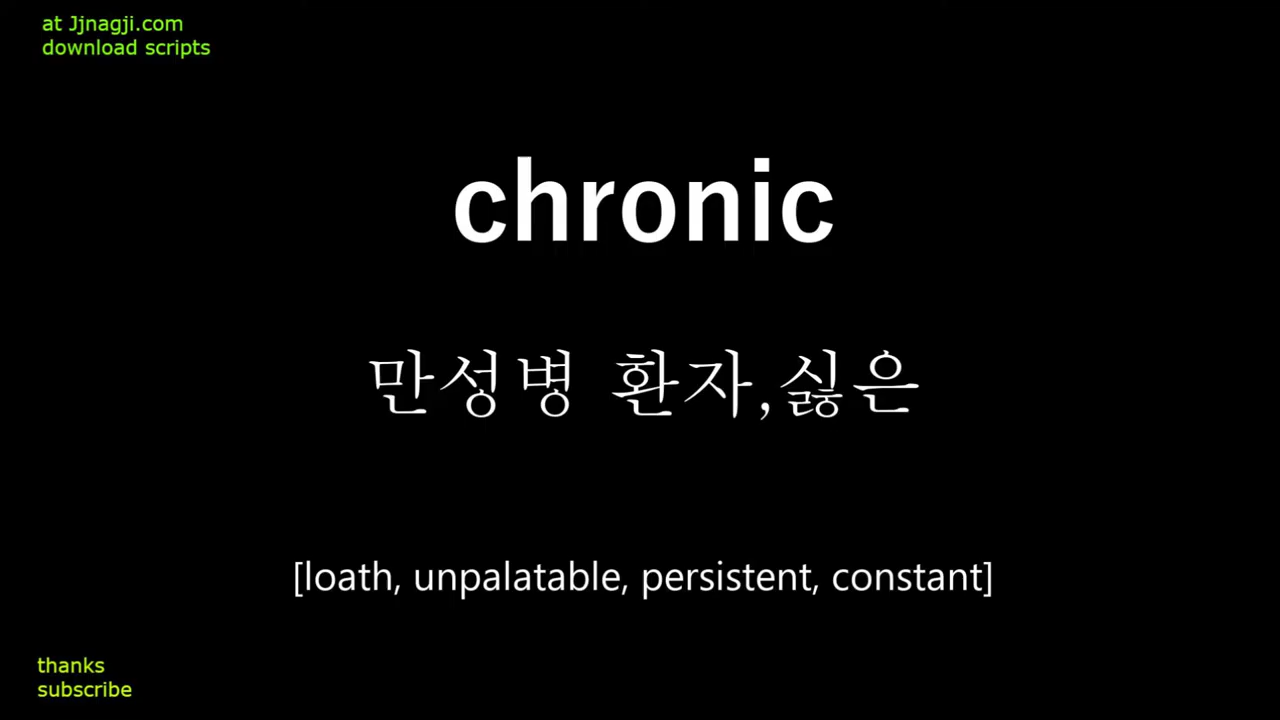 at Jjnagji.com
download scripts
chronic
만성병 환자,싫은
[loath, unpalatable, persistent, constant]
thanks
subscribe